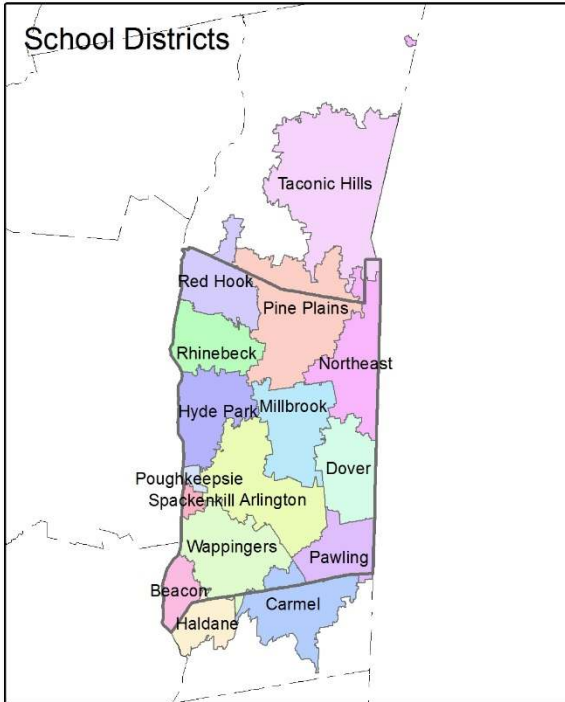 School Districts
Taconic Hills
Red Hook
Pine Plains
Rhinebeck
Northeast
Hyde Park
Millbrook
Dover
Poughkeepsie
Spackenkill
Arlington
Wappingers
Pawling
Beacon
Carmel
Haldane